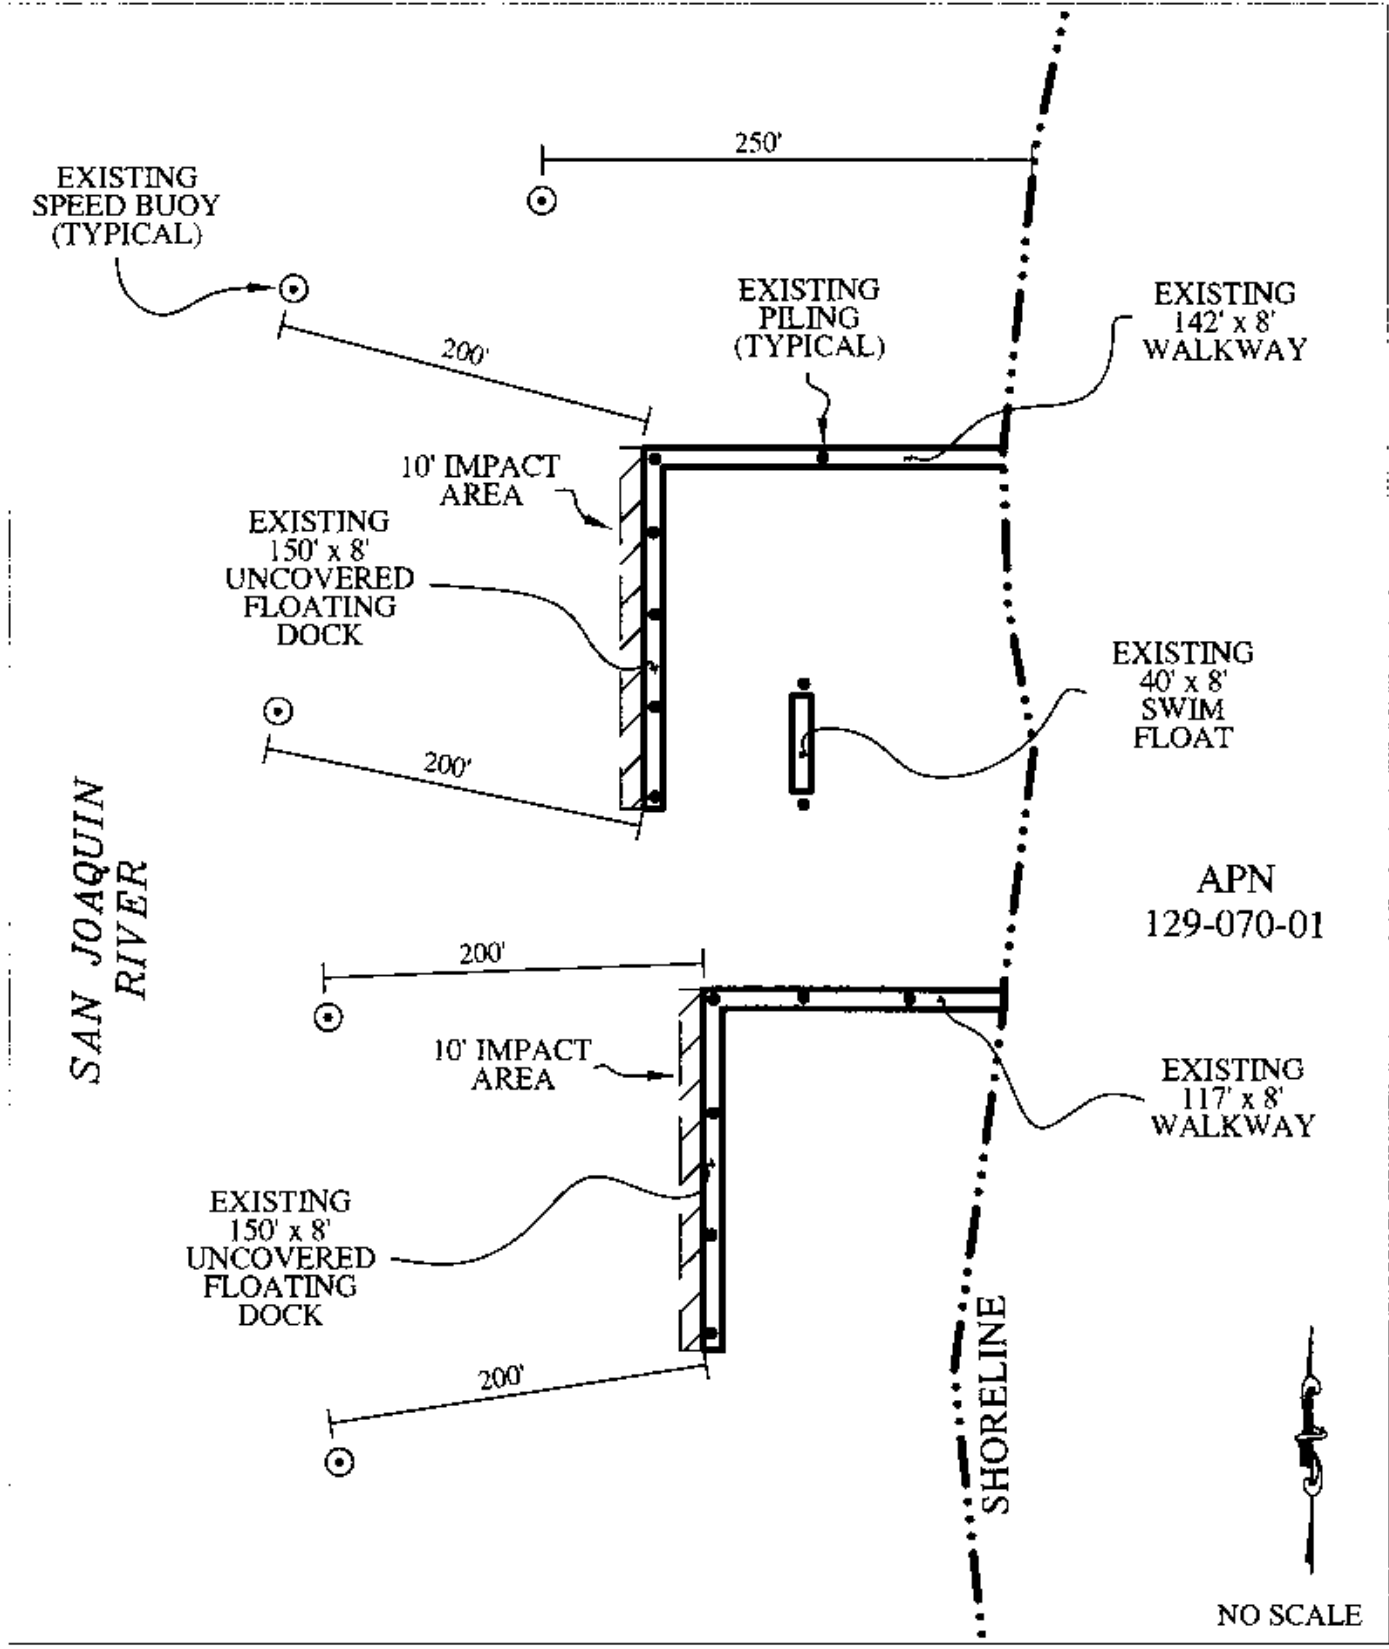 250'
EXISTING
SPEED BUOY
(TYPICAL)
200'
EXISTING
PILING
(TYPICAL)
EXISTING
142' x 8'
WALKWAY
10' IMPACT
AREA
EXISTING
150' x 8'
UNCOVERED
FLOATING
DOCK
EXISTING
40' x 8'
SWIM
FLOAT
200'
SAN JOAQUIN
RIVER
APN
129-070-01
200'
10' IMPACT
AREA
EXISTING
117' x 8'
WALKWAY
EXISTING
150' x 8'
UNCOVERED
FLOATING
DOCK
200'
SHORELINE
NO SCALE